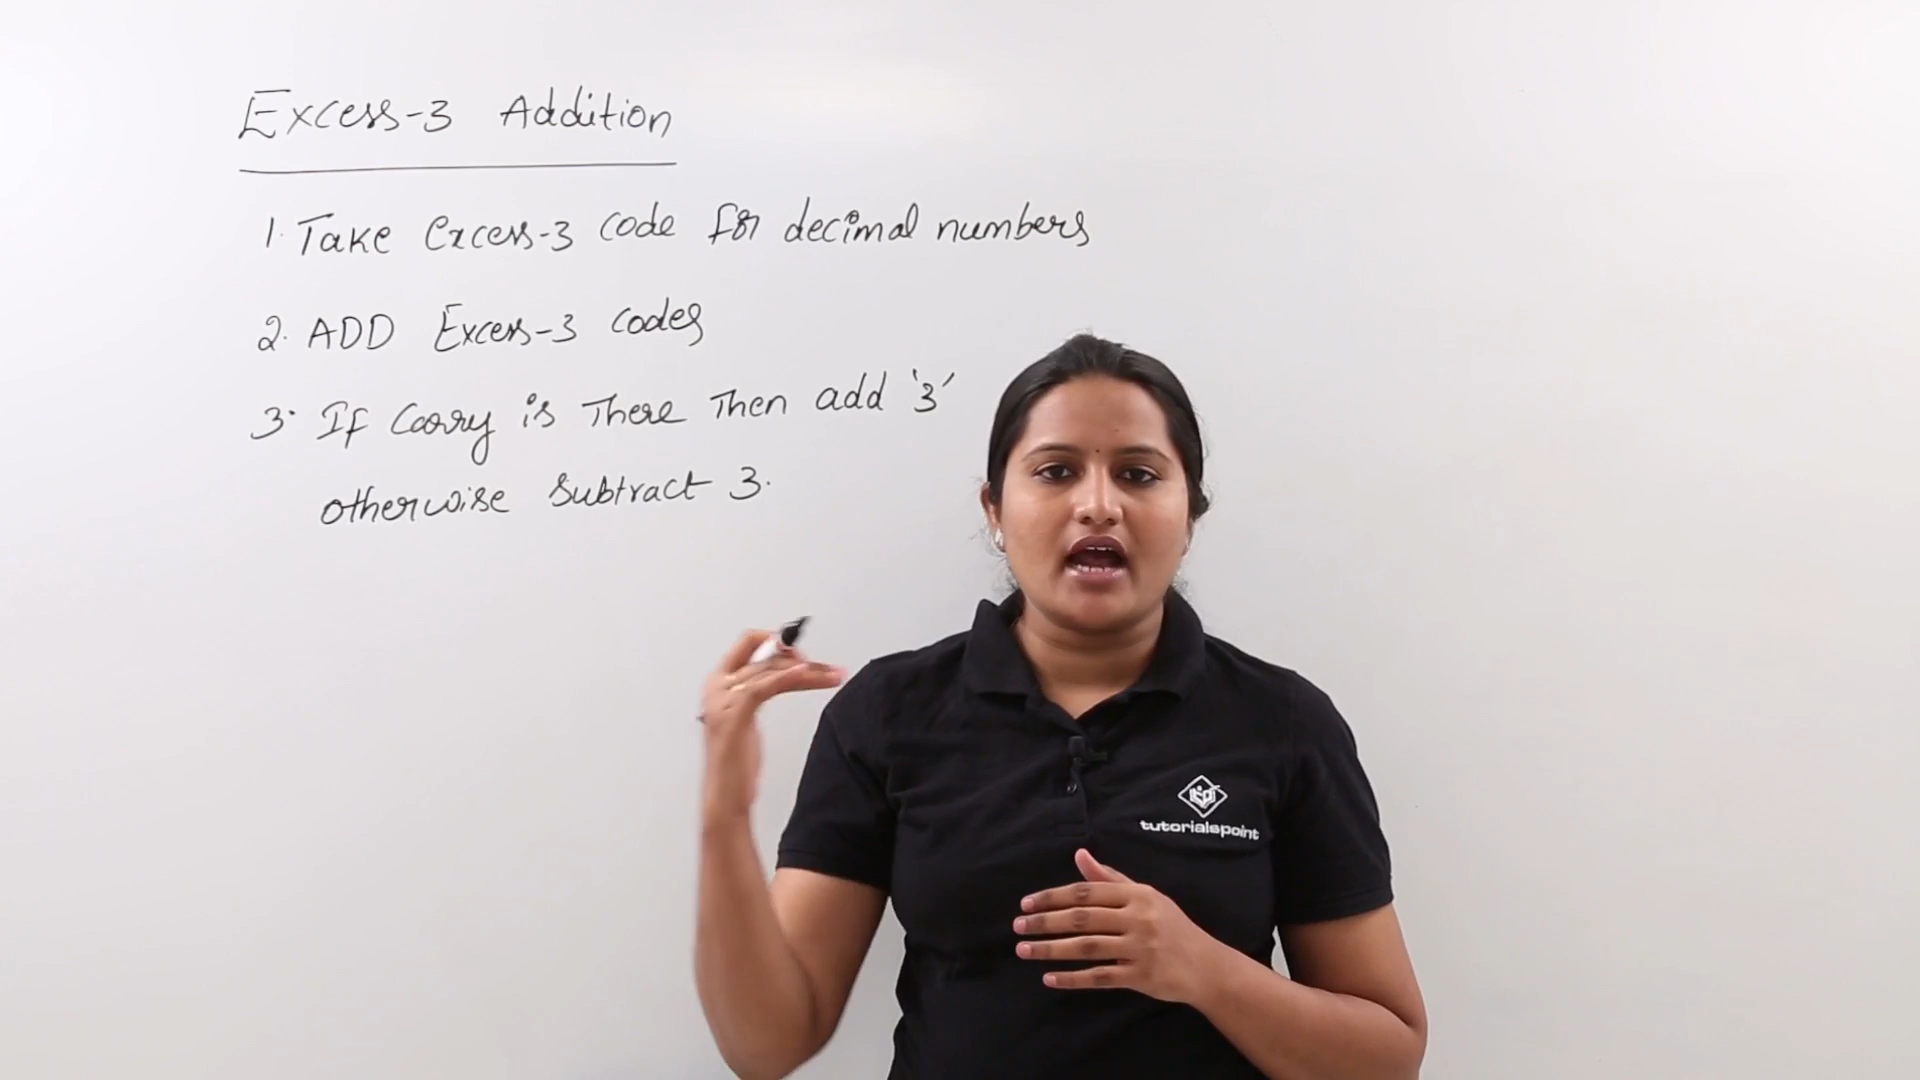 Excess-3 Addition
1. Take Excess-3 code for decimal numbers
2. ADD Excess-3 codes
3. If Carry is There Then add '3'
otherwise Subtract 3.
tutorialspoint